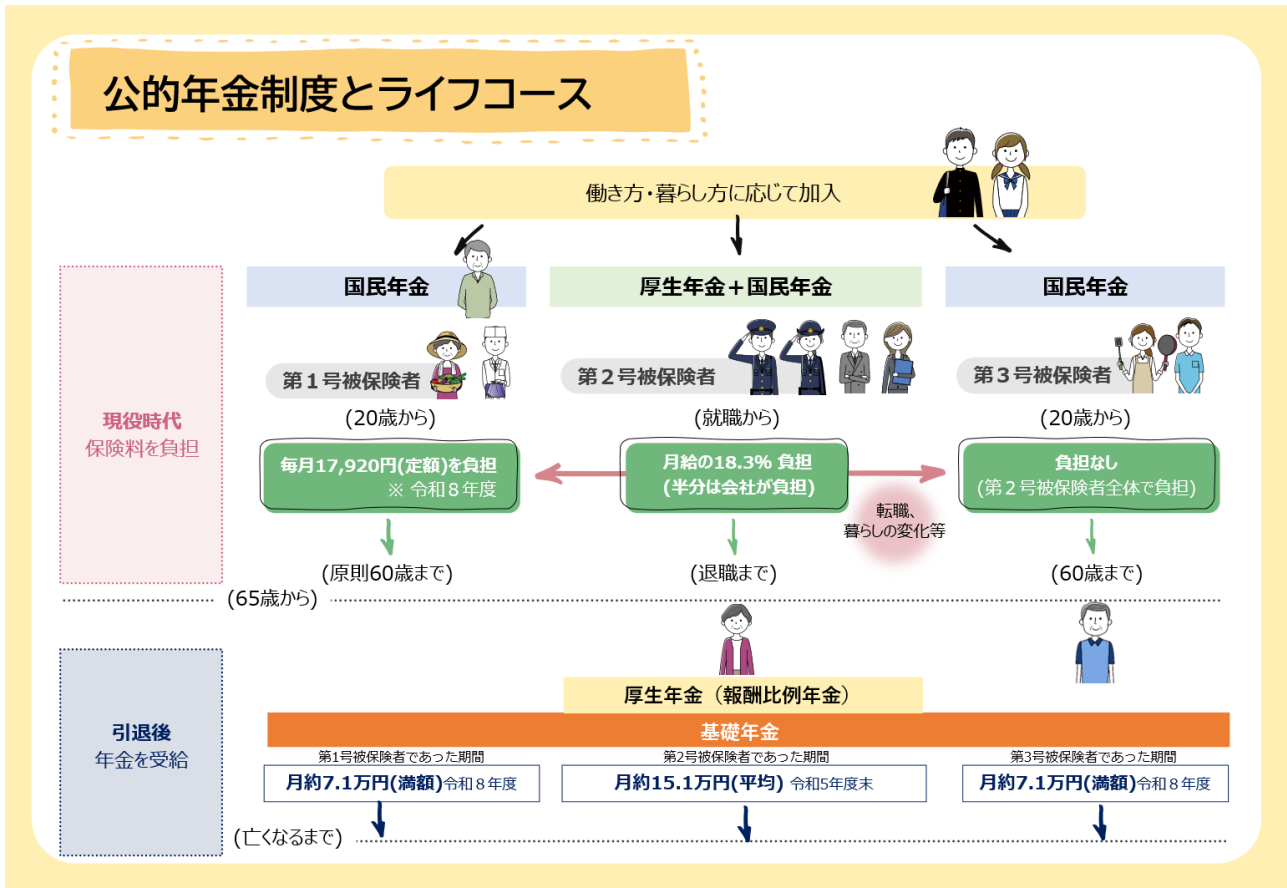 公的年金制度とライフコース
働き方・暮らし方に応じて加入
国民年金
厚生年金＋国民年金
国民年金
第１号被保険者
第２号被保険者
第３号被保険者
現役時代
保険料を負担
(20歳から)
(就職から)
(20歳から)
毎月17,920円(定額)を負担
※ 令和８年度
月給の18.3% 負担
(半分は会社が負担)
負担なし
(第２号被保険者全体で負担)
転職、
暮らしの変化等
(原則60歳まで)
(退職まで)
(60歳まで)
(65歳から)
引退後
年金を受給
厚生年金（報酬比例年金）
基礎年金
第1号被保険者であった期間
第2号被保険者であった期間
第3号被保険者であった期間
月約7.1万円(満額)令和８年度
月約15.1万円(平均) 令和5年度末
月約7.1万円(満額)令和８年度
(亡くなるまで)